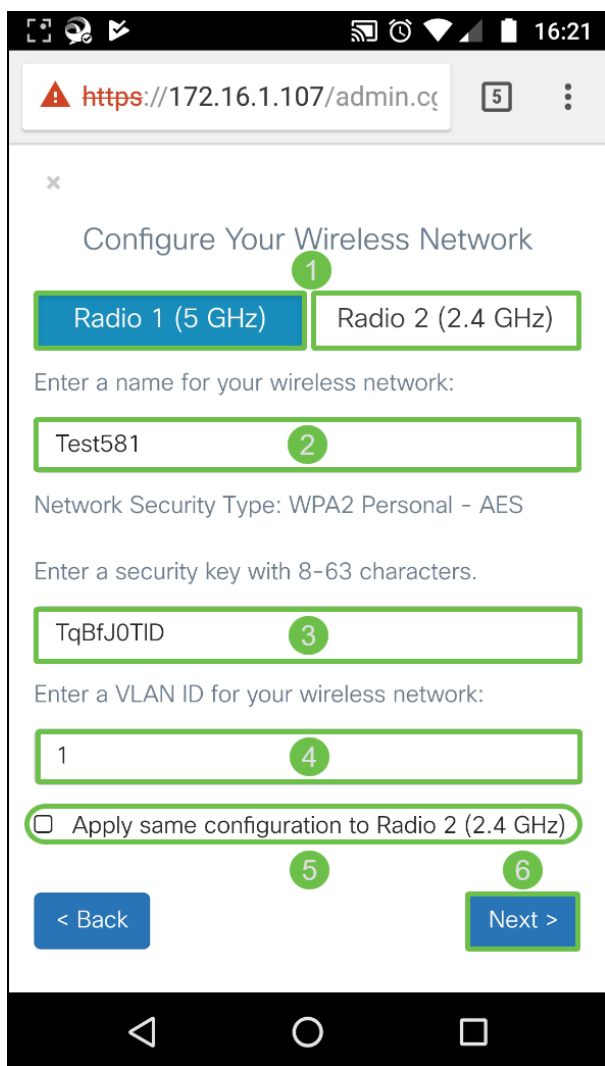 16:21
https://172.16.1.107/admin.cg
5
×
Configure Your Wireless Network
1
Radio 1 (5 GHz)
Radio 2 (2.4 GHz)
Enter a name for your wireless network:
Test581
2
Network Security Type: WPA2 Personal - AES
Enter a security key with 8-63 characters.
TqBfJ0TlD
3
Enter a VLAN ID for your wireless network:
1
4
Apply same configuration to Radio 2 (2.4 GHz)
5
6
< Back
Next >